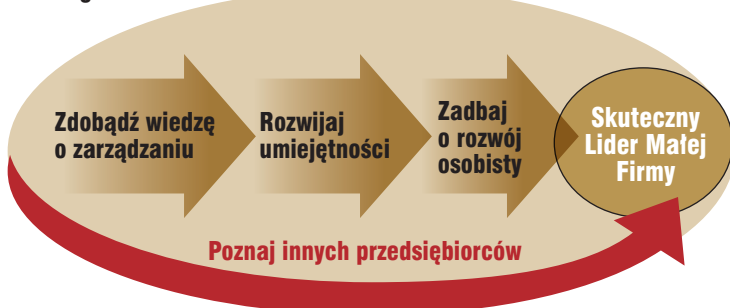 Zdobądź wiedzę
o zarządzaniu
Rozwijaj
umiejętności
Zadbaj
o rozwój
osobisty
Skuteczny
Lider Małej
Firmy
Poznaj innych przedsiębiorców